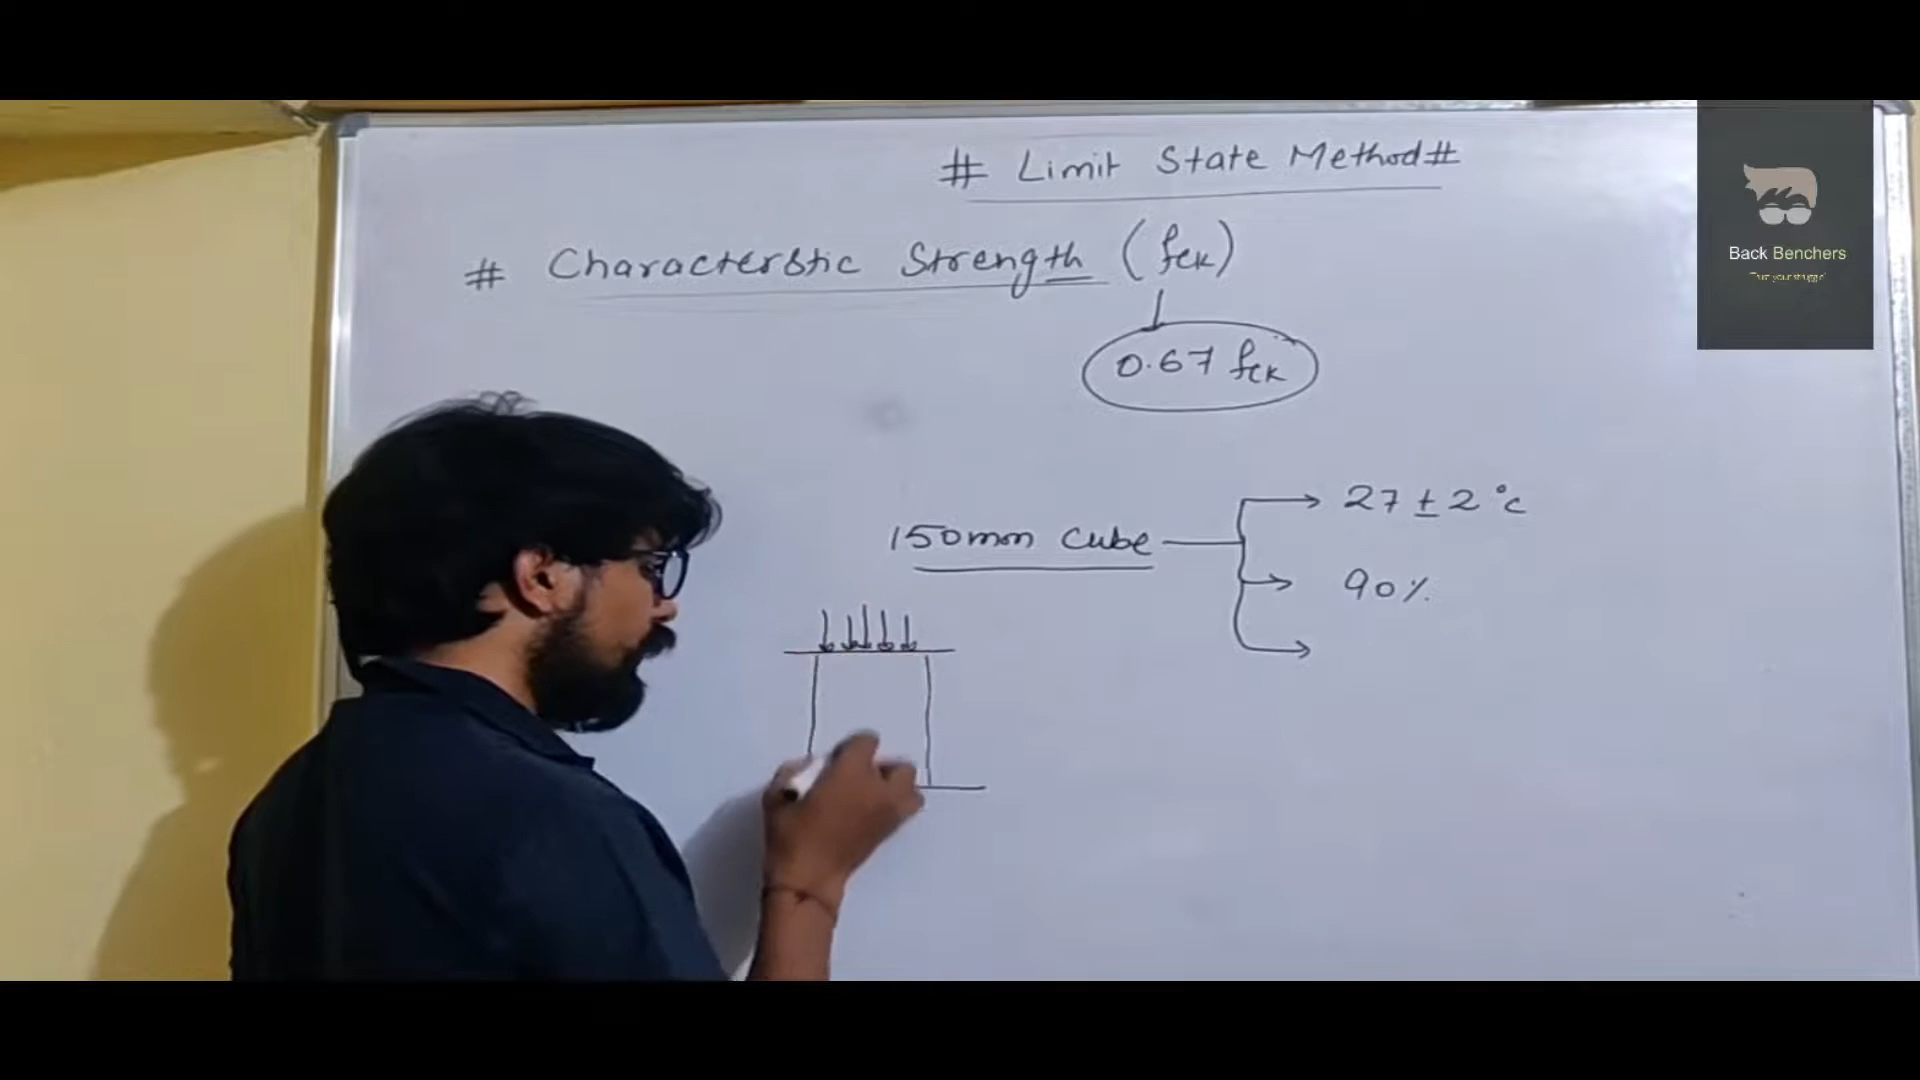 # Limit State Method #
# Characterstic Strength (fck)
0.67 fck
150mm Cube
27 ± 2 °c
90%
Back Benchers